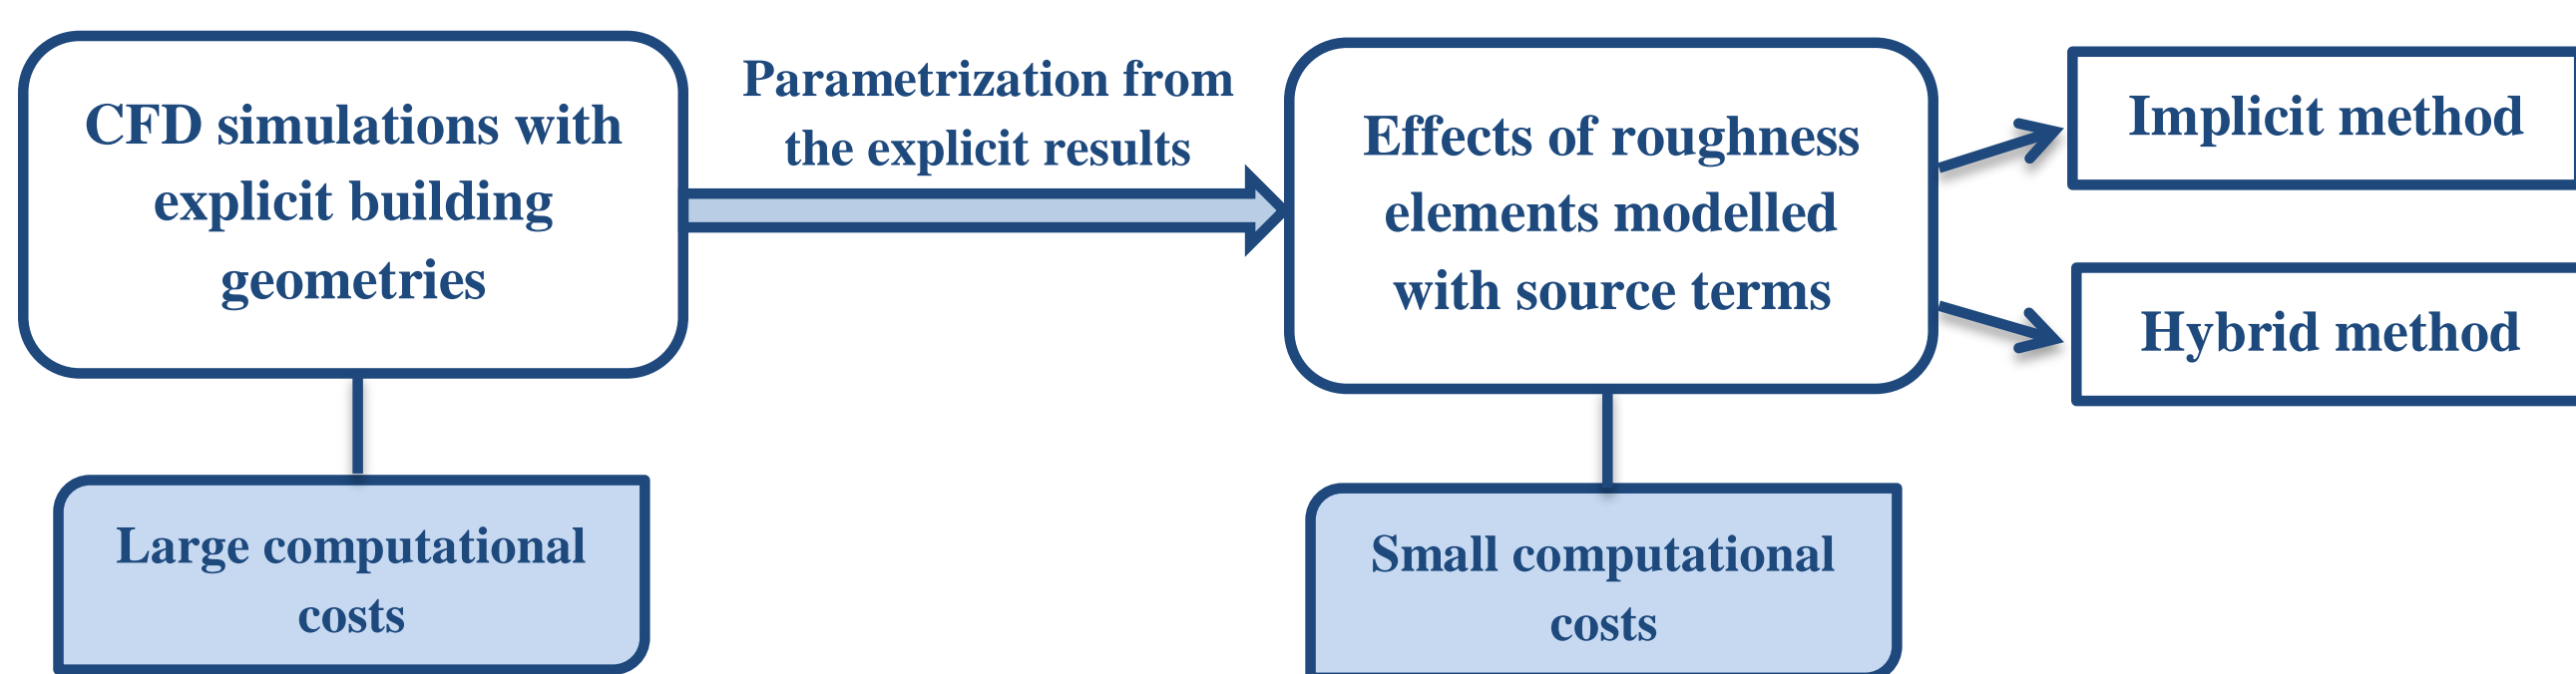 CFD simulations with
explicit building
geometries
Parametrization from
the explicit results
Effects of roughness
elements modelled
with source terms
Implicit method
Hybrid method
Large computational
costs
Small computational
costs